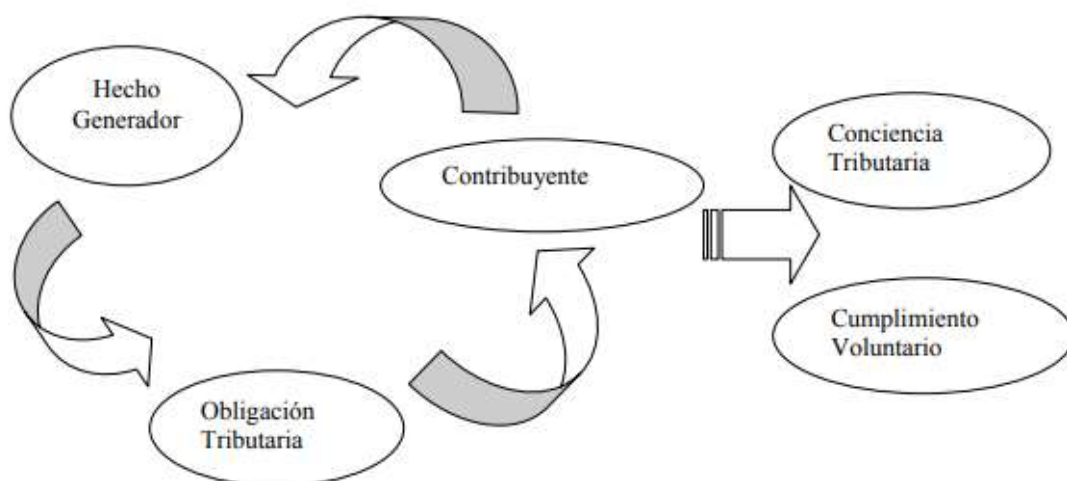 Hecho
Generador
Contribuyente
Conciencia
Tributaria
Cumplimiento
Voluntario
Obligación
Tributaria